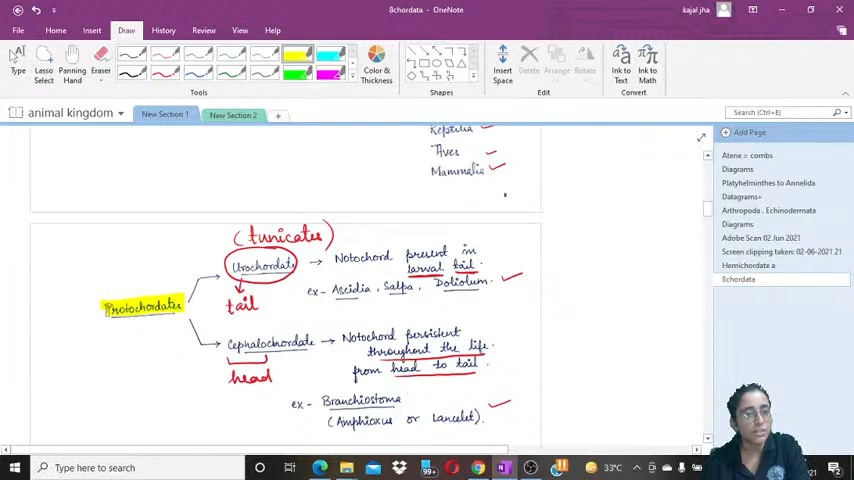 8chordata - OneNote
kajal jha
File Home Insert Draw History Review View Help
Type
Lasso Select
Panning Hand
Eraser
Color & Thickness
Insert Space
Delete
Arrange
Rotate
Ink to Text
Ink to Math
Tools
Shapes
Edit
Convert
animal kingdom
New Section 1
New Section 2
+
Search (Ctrl+E)
Add Page
Atene = combs
Diagrams
Platyhelminthes to Annelida
Datagrams+
Arthropoda . Echinodermata
Diagrams
Adobe Scan 02 Jun 2021
Screen clipping taken: 02-06-2021 21
Hemichordate a
8chordata
Reptilia
Aves
Mammalia
(tunicates)
Urochordate → Notochord present in
larval tail.
tail
ex- Ascidia, Salpa, Doliolum.
Protochordates
Cephalochordate → Notochord persistent
throughout the life
from head to tail.
head
ex- Branchiostoma
(Amphioxus or Lancelet).
Type here to search
99+
33°C